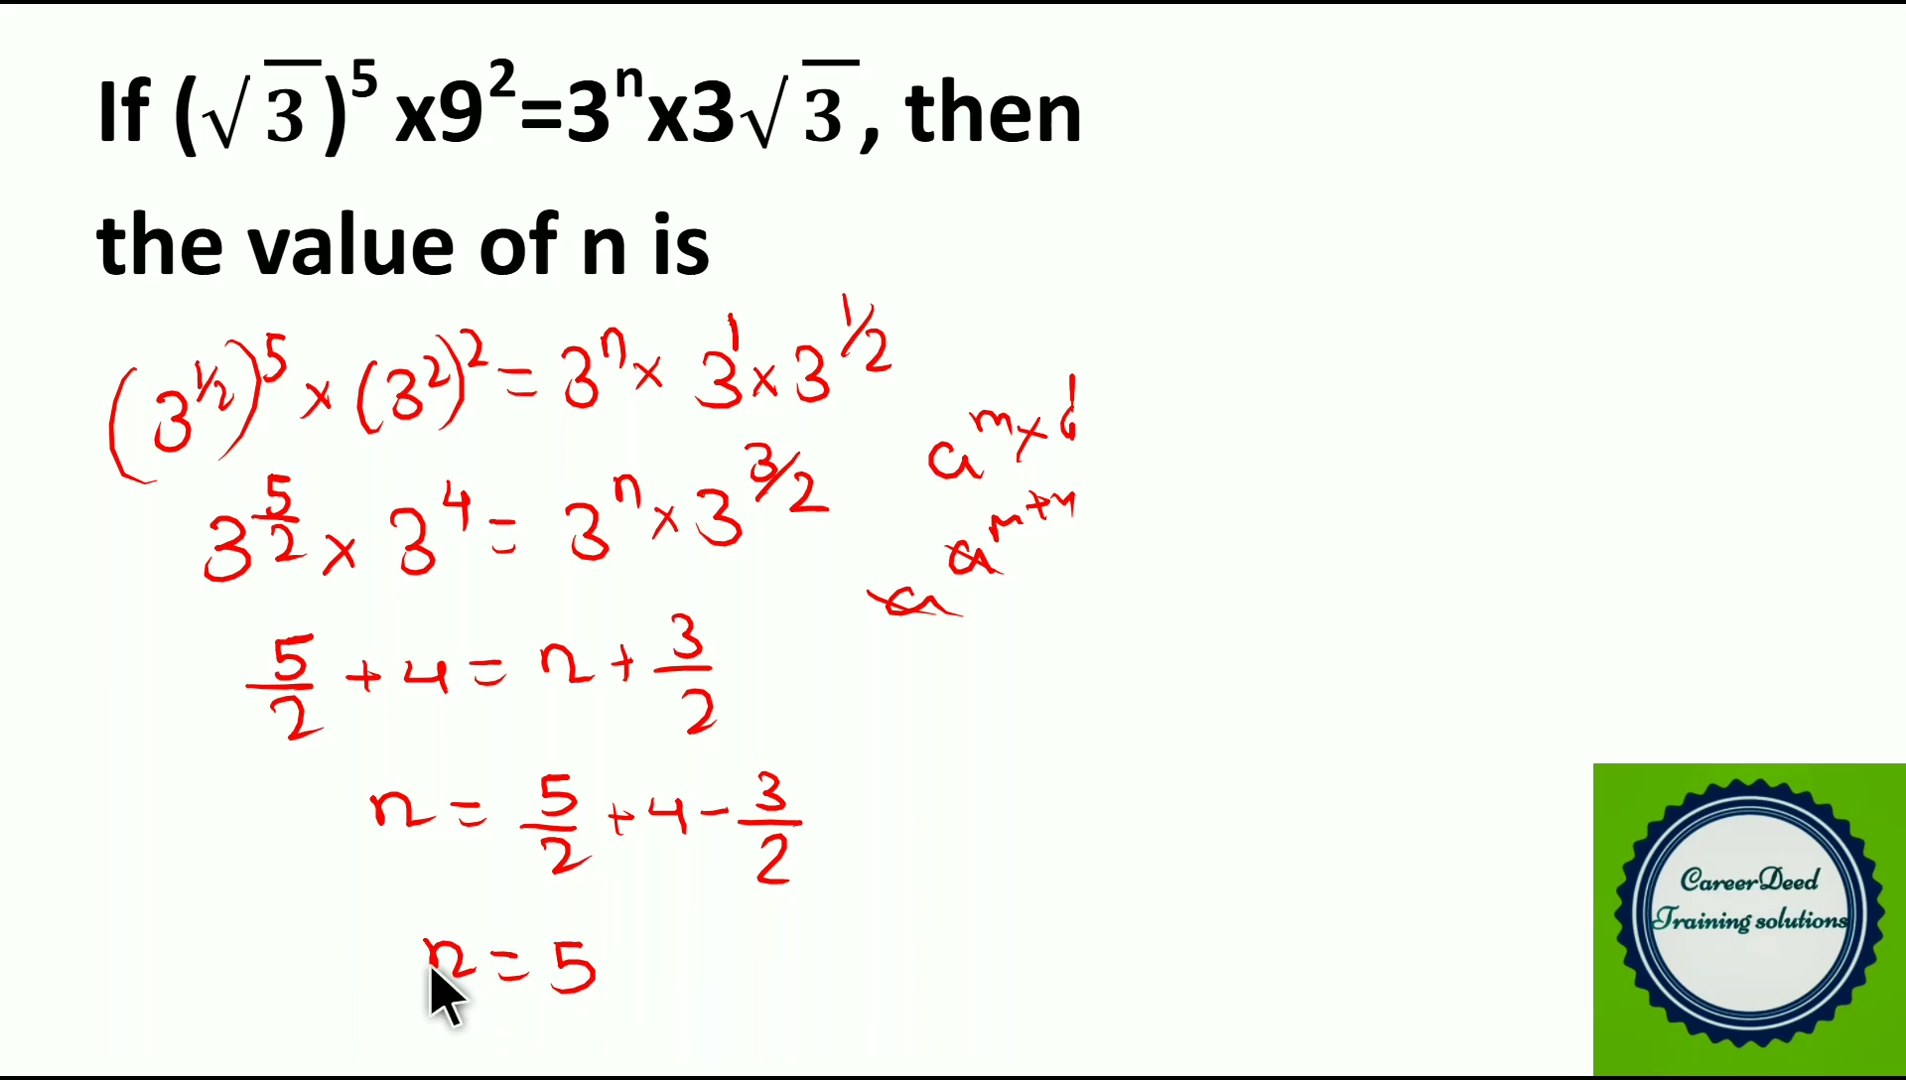 If (√3)⁵ x9²=3ⁿx3√3, then
the value of n is
(3^½)⁵ × (3²)² = 3ⁿ × 3¹ × 3^½
3^(5/2) × 3⁴ = 3ⁿ × 3^(3/2)
a^m ×
a^(m+n)
a
5/2 + 4 = n + 3/2
n = 5/2 + 4 - 3/2
n = 5
CareerDeed
Training solutions